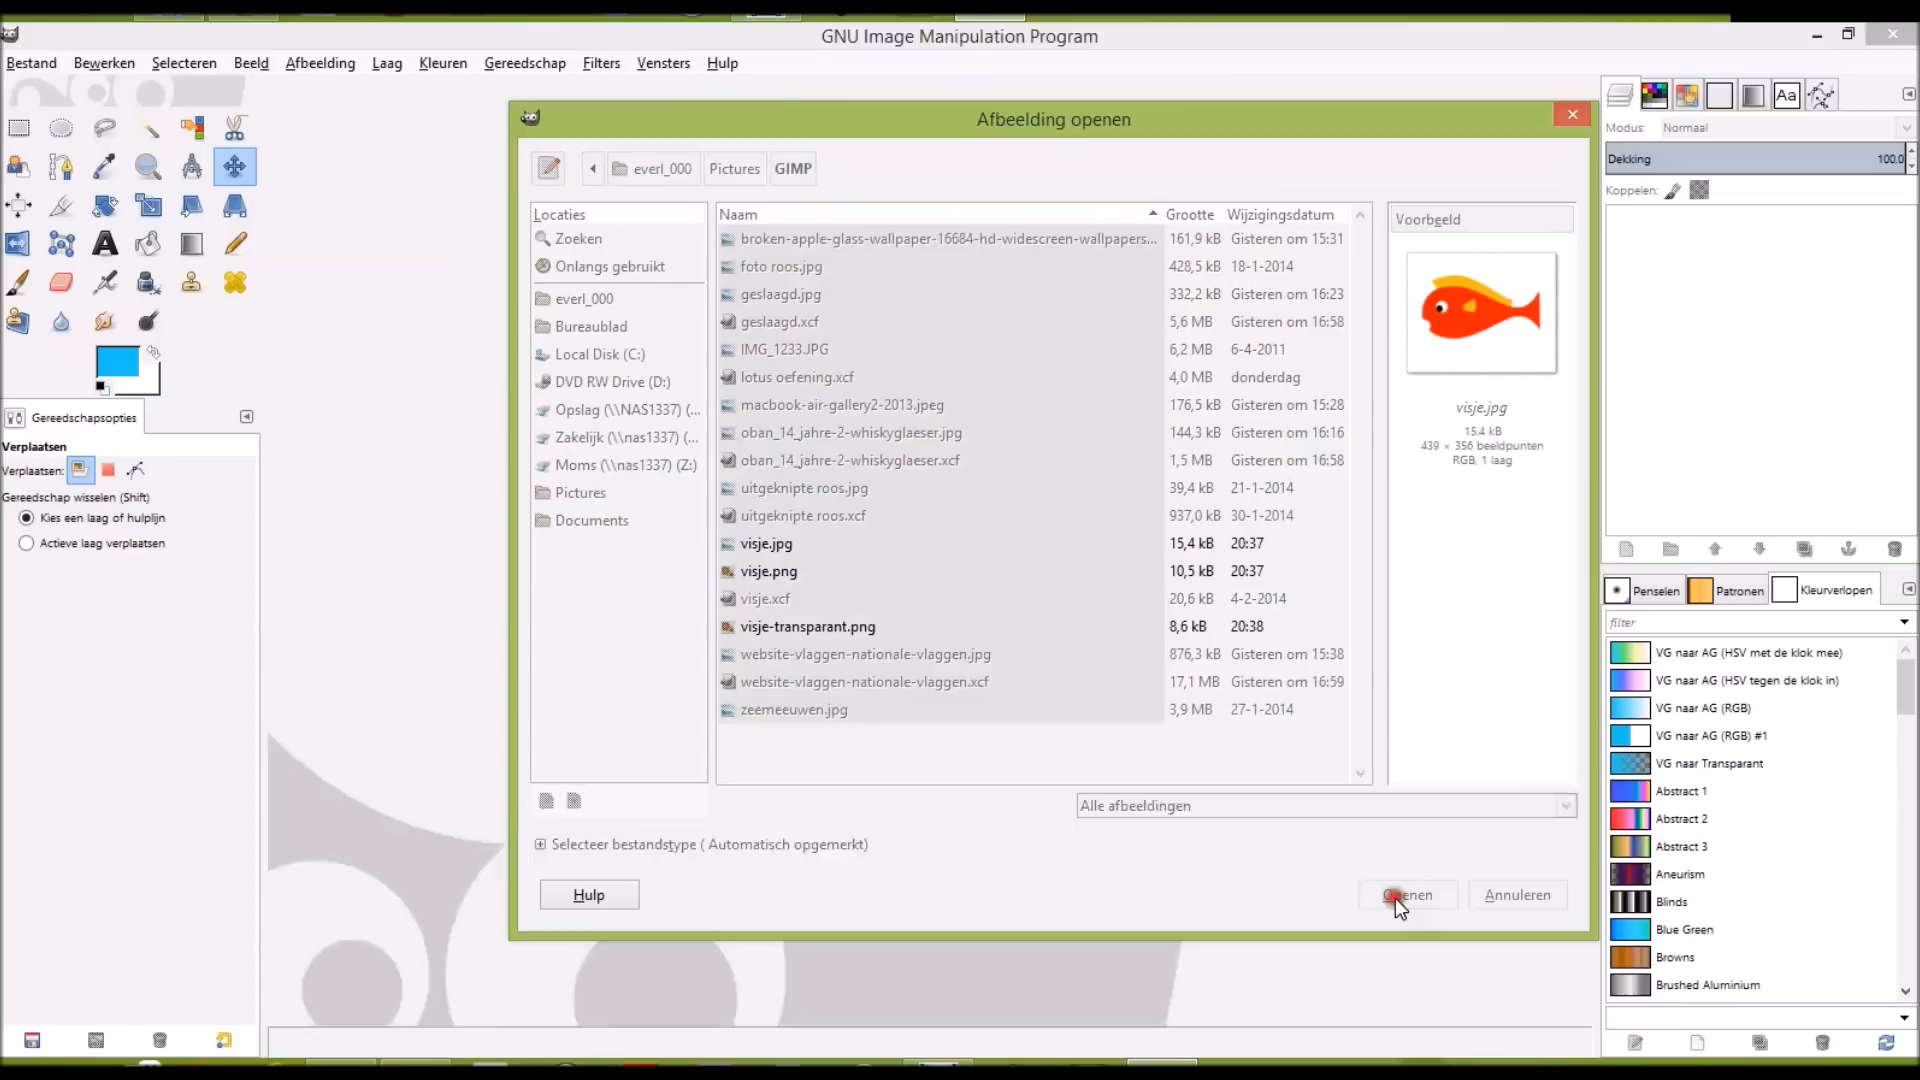 GNU Image Manipulation Program
Bestand Bewerken Selecteren Beeld Afbeelding Laag Kleuren Gereedschap Filters Vensters Hulp
Gereedschapsopties
Verplaatsen
Verplaatsen:
Gereedschap wisselen (Shift)
Kies een laag of hulplijn
Actieve laag verplaatsen
Afbeelding openen
everl_000 Pictures GIMP
Locaties
Zoeken
Onlangs gebruikt
everl_000
Bureaublad
Local Disk (C:)
DVD RW Drive (D:)
Opslag (\\NAS1337) (...
Zakelijk (\\nas1337) (...
Moms (\\nas1337) (Z:)
Pictures
Documents
Naam Grootte Wijzigingsdatum
broken-apple-glass-wallpaper-16684-hd-widescreen-wallpapers... 161,9 kB Gisteren om 15:31
foto roos.jpg 428,5 kB 18-1-2014
geslaagd.jpg 332,2 kB Gisteren om 16:23
geslaagd.xcf 5,6 MB Gisteren om 16:58
IMG_1233.JPG 6,2 MB 6-4-2011
lotus oefening.xcf 4,0 MB donderdag
macbook-air-gallery2-2013.jpeg 176,5 kB Gisteren om 15:28
oban_14_jahre-2-whiskyglaeser.jpg 144,3 kB Gisteren om 16:16
oban_14_jahre-2-whiskyglaeser.xcf 1,5 MB Gisteren om 16:58
uitgeknipte roos.jpg 39,4 kB 21-1-2014
uitgeknipte roos.xcf 937,0 kB 30-1-2014
visje.jpg 15,4 kB 20:37
visje.png 10,5 kB 20:37
visje.xcf 20,6 kB 4-2-2014
visje-transparant.png 8,6 kB 20:38
website-vlaggen-nationale-vlaggen.jpg 876,3 kB Gisteren om 15:38
website-vlaggen-nationale-vlaggen.xcf 17,1 MB Gisteren om 16:59
zeemeeuwen.jpg 3,9 MB 27-1-2014
Voorbeeld
visje.jpg
15,4 kB
439 × 356 beeldpunten
RGB, 1 laag
Alle afbeeldingen
Selecteer bestandstype ( Automatisch opgemerkt)
Hulp Openen Annuleren
Aa
Modus: Normaal
Dekking 100.0
Koppelen:
Penselen Patronen Kleurverlopen
filter
VG naar AG (HSV met de klok mee)
VG naar AG (HSV tegen de klok in)
VG naar AG (RGB)
VG naar AG (RGB) #1
VG naar Transparant
Abstract 1
Abstract 2
Abstract 3
Aneurism
Blinds
Blue Green
Browns
Brushed Aluminium